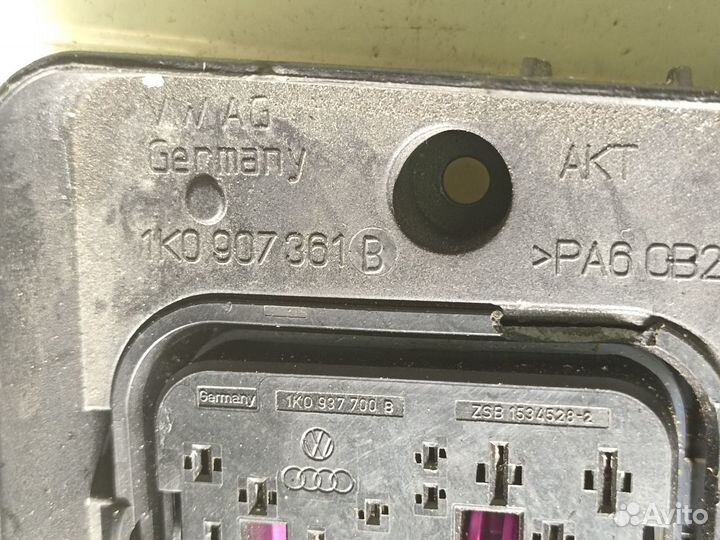 VW AG
Germany
AKT
1K0 907 361 B
>PA6 GB2
Germany
1K0 937 700 B
ZSB 1534528-2
Avito